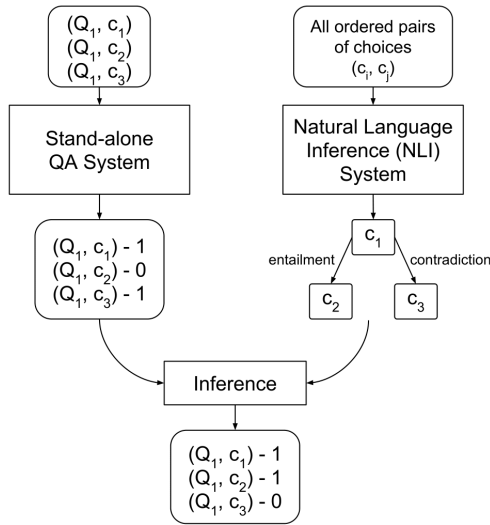 (Q₁, c₁)
(Q₁, c₂)
(Q₁, c₃)
All ordered pairs
of choices
(cᵢ, cⱼ)
Stand-alone
QA System
Natural Language
Inference (NLI)
System
(Q₁, c₁) - 1
(Q₁, c₂) - 0
(Q₁, c₃) - 1
c₁
entailment
contradiction
c₂
c₃
Inference
(Q₁, c₁) - 1
(Q₁, c₂) - 1
(Q₁, c₃) - 0